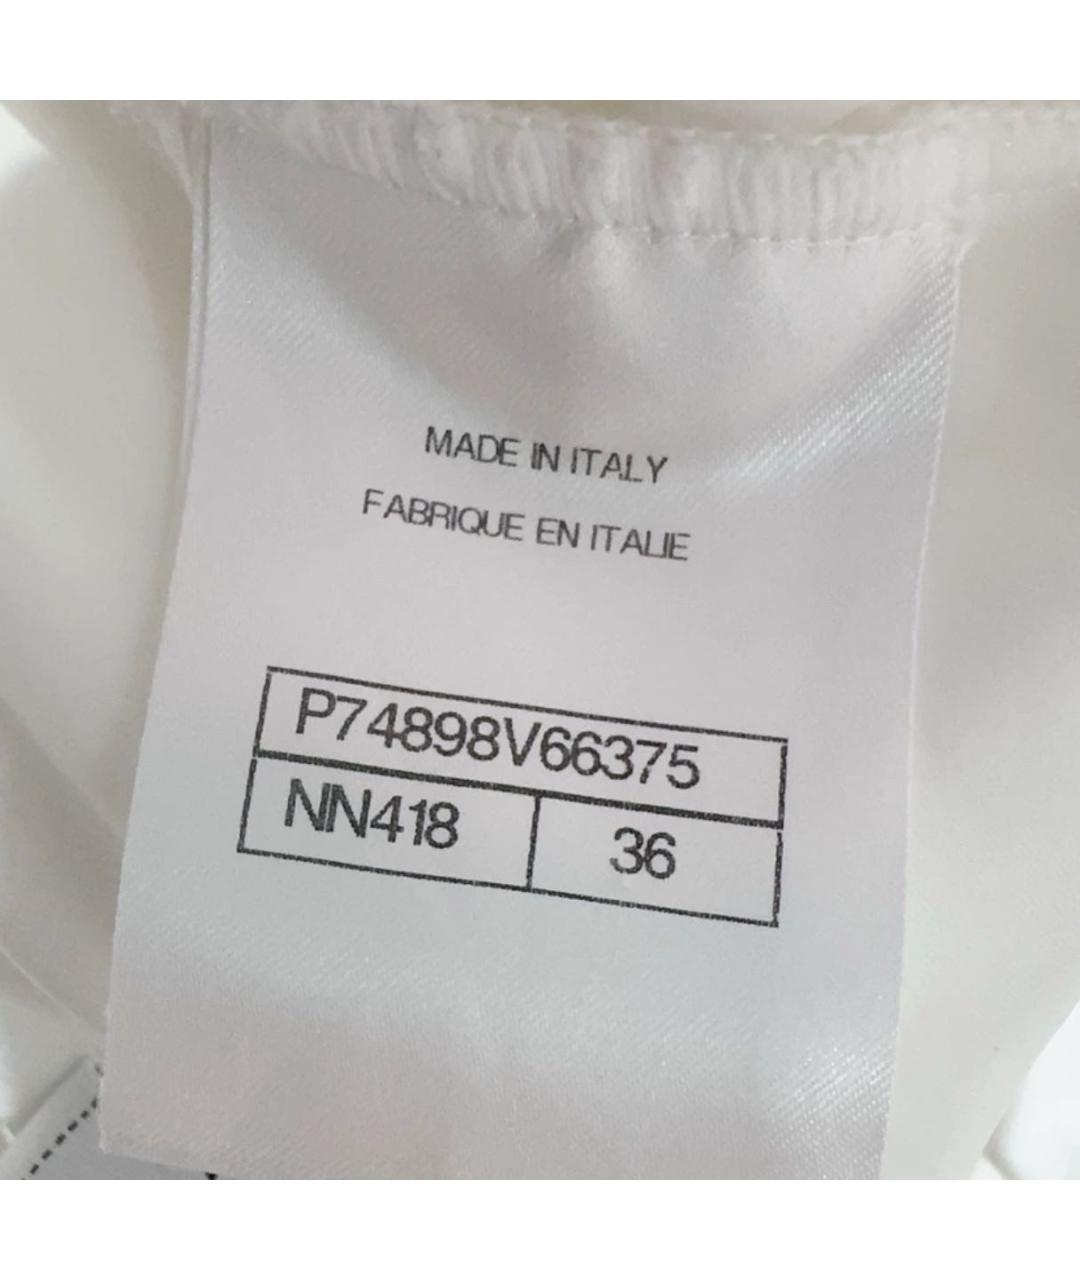 MADE IN ITALY
FABRIQUE EN ITALIE
P74898V66375
NN418 36